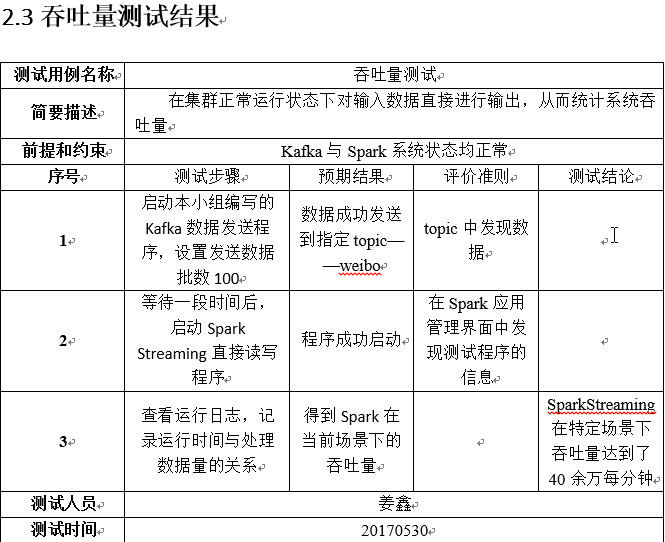 2.3 吞吐量测试结果
测试用例名称 吞吐量测试
简要描述 在集群正常运行状态下对输入数据直接进行输出，从而统计系统吞
吐量
前提和约束 Kafka 与 Spark 系统状态均正常
序号 测试步骤 预期结果 评价准则 测试结论
1
启动本小组编写的
Kafka 数据发送程
序，设置发送数据
批数 100
数据成功发送
到指定 topic—
—weibo
topic 中发现数
据
2
等待一段时间后，
启动 Spark
Streaming 直接读写
程序
程序成功启动
在 Spark 应用
管理界面中发
现测试程序的
信息
3
查看运行日志，记
录运行时间与处理
数据量的关系
得到 Spark 在
当前场景下的
吞吐量
SparkStreaming
在特定场景下
吞吐量达到了
40 余万每分钟
测试人员 姜鑫
测试时间 20170530